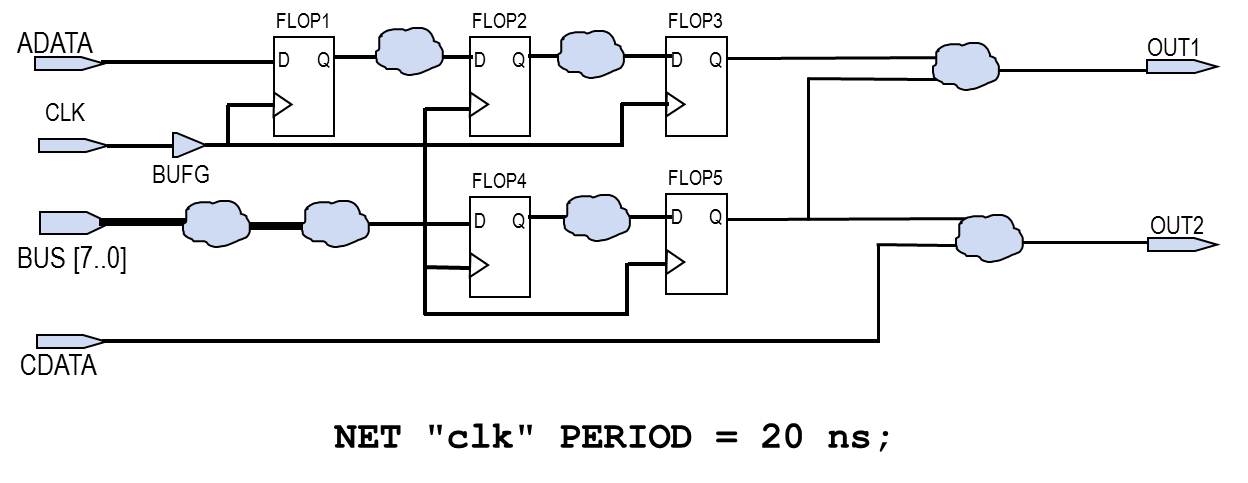 FLOP1
FLOP2
FLOP3
ADATA
D Q
D Q
D Q
OUT1
CLK
BUFG
FLOP4
FLOP5
D Q
D Q
OUT2
BUS [7..0]
CDATA
NET "clk" PERIOD = 20 ns;